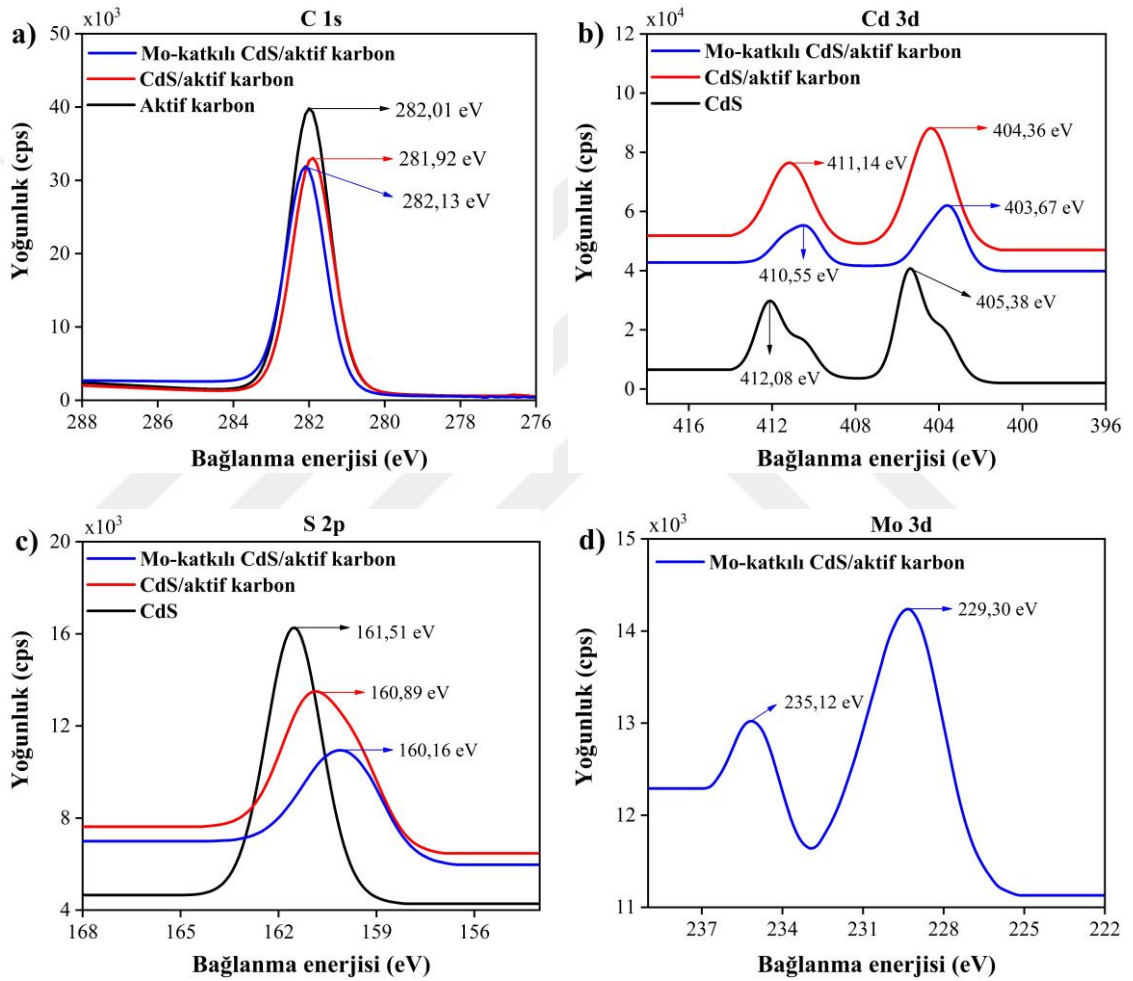 a)
x10³
C 1s
Mo-katkılı CdS/aktif karbon
CdS/aktif karbon
Aktif karbon
282,01 eV
281,92 eV
282,13 eV
50
40
30
20
10
0
Yoğunluk (cps)
288 286 284 282 280 278 276
Bağlanma enerjisi (eV)
b)
x10⁴
Cd 3d
Mo-katkılı CdS/aktif karbon
CdS/aktif karbon
CdS
404,36 eV
411,14 eV
403,67 eV
410,55 eV
405,38 eV
412,08 eV
12
10
8
6
4
2
0
Yoğunluk (cps)
416 412 408 404 400 396
Bağlanma enerjisi (eV)
c)
x10³
S 2p
Mo-katkılı CdS/aktif karbon
CdS/aktif karbon
CdS
161,51 eV
160,89 eV
160,16 eV
20
16
12
8
4
Yoğunluk (cps)
168 165 162 159 156
Bağlanma enerjisi (eV)
d)
x10³
Mo 3d
Mo-katkılı CdS/aktif karbon
229,30 eV
235,12 eV
15
14
13
12
11
Yoğunluk (cps)
237 234 231 228 225 222
Bağlanma enerjisi (eV)